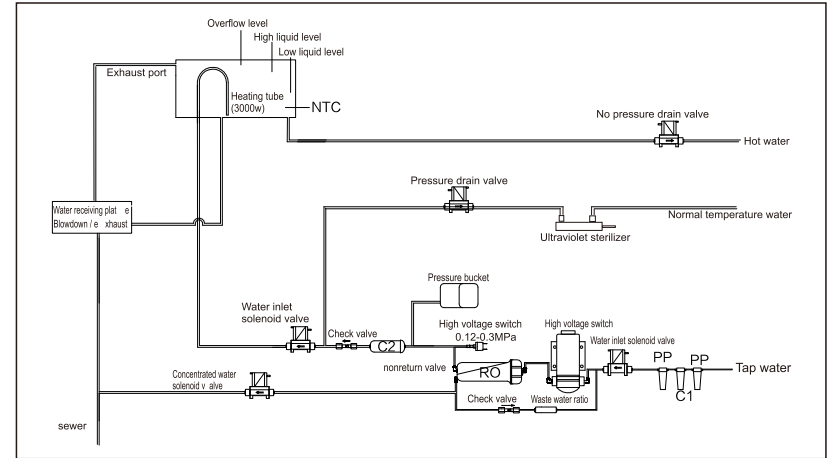 Overflow level
High liquid level
Low liquid level
Exhaust port
Heating tube
(3000w)
NTC
No pressure drain valve
Hot water
Pressure drain valve
Water receiving plat e
Blowdown / e xhaust
Normal temperature water
Ultraviolet sterilizer
Pressure bucket
Water inlet
solenoid valve
Check valve
C2
High voltage switch
0.12-0.3MPa
High voltage switch
Water inlet solenoid valve
PP
PP
nonreturn valve
RO
Tap water
C1
Concentrated water
solenoid v alve
Check valve
Waste water ratio
sewer